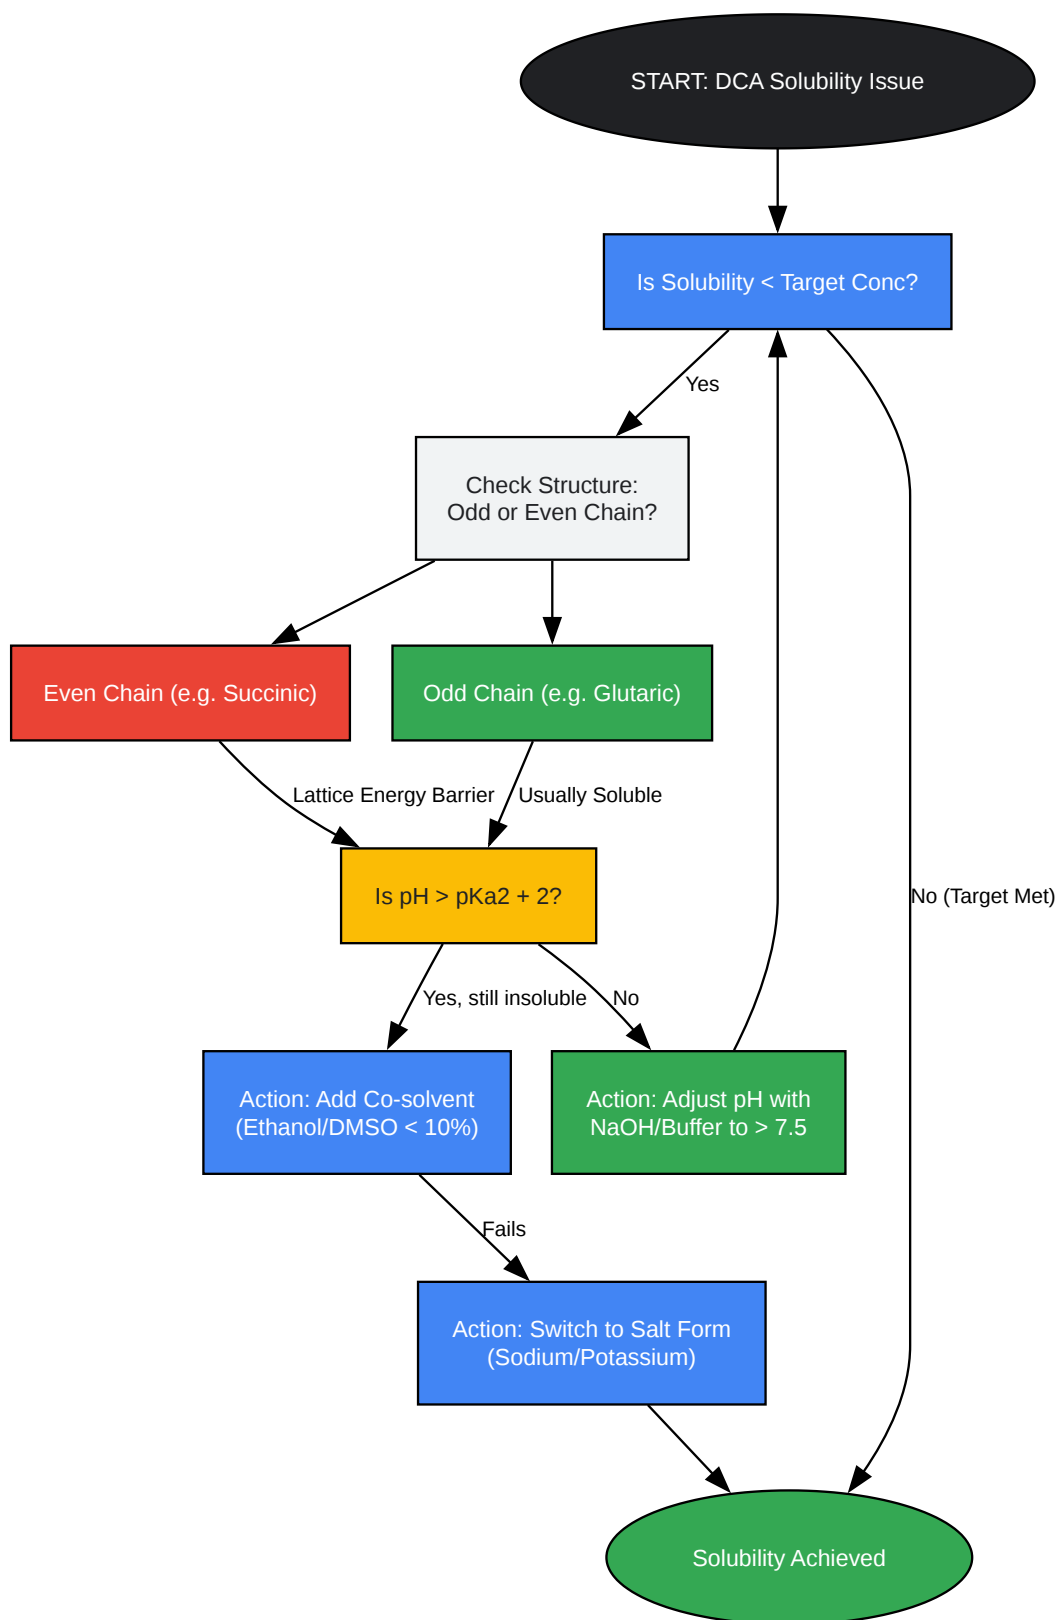 START: DCA Solubility Issue
Is Solubility < Target Conc?
Yes
Check Structure:
Odd or Even Chain?
Even Chain (e.g. Succinic)
Odd Chain (e.g. Glutaric)
Lattice Energy Barrier
Usually Soluble
Is pH > pKa2 + 2?
No (Target Met)
Yes, still insoluble
No
Action: Add Co-solvent
(Ethanol/DMSO < 10%)
Action: Adjust pH with
NaOH/Buffer to > 7.5
Fails
Action: Switch to Salt Form
(Sodium/Potassium)
Solubility Achieved